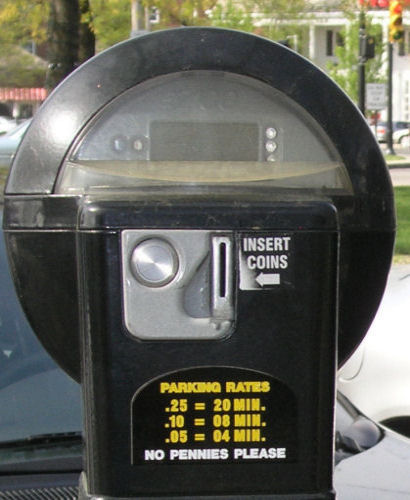 INSERT
COINS
PARKING RATES
.25 = 20 MIN.
.10 = 08 MIN.
.05 = 04 MIN.
NO PENNIES PLEASE